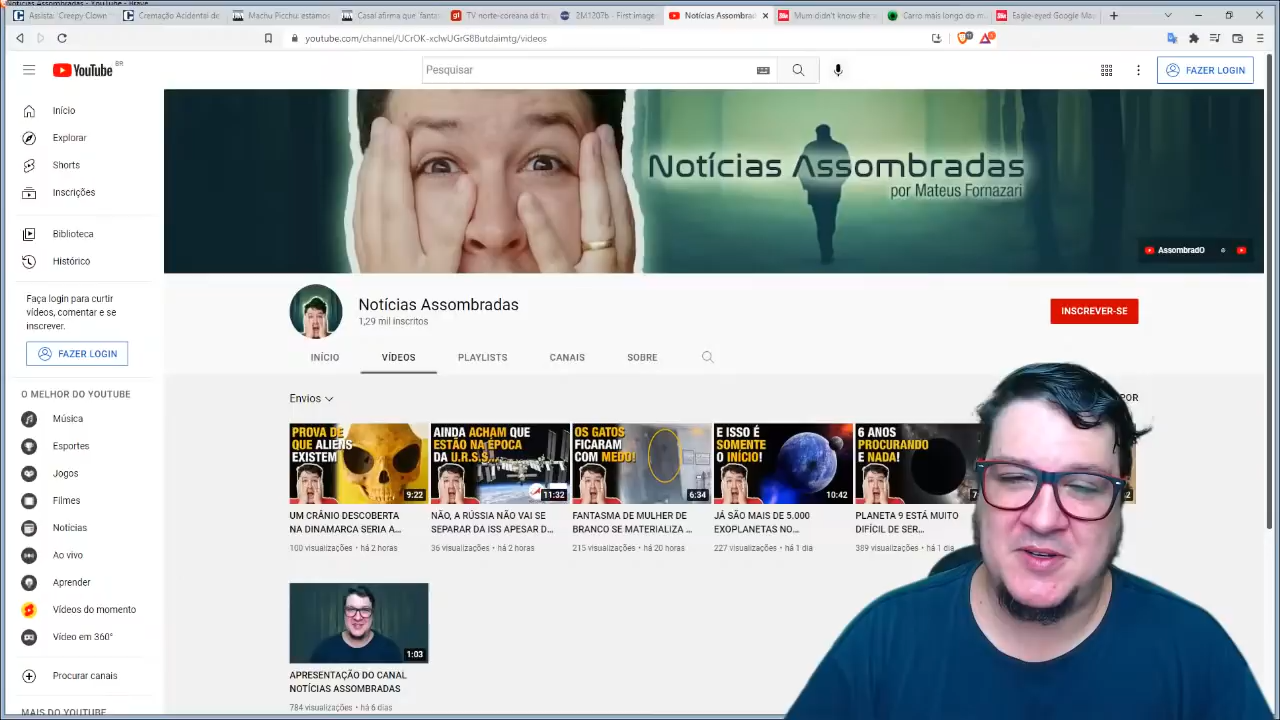 Notícias Assombradas - YouTube - Brave
(Ásista: Creepy Clown
Cremação Acidental de
Machu Picchu: estamos
Casal afirma que 'fantas
TV norte-coreana diz tra
2M1207b - First image
Notícias Assombrad
Mum didn't know she
Carro mais longo do m
Eagle-eyed Google Ma
youtube.com/channel/UCrOK-xclwUGrG8Butdaimtg/videos
YouTube BR
Pesquisar
FAZER LOGIN
Início
Explorar
Shorts
Inscrições
Biblioteca
Histórico
Faça login para curtir
vídeos, comentar e se
inscrever.
FAZER LOGIN
O MELHOR DO YOUTUBE
Música
Esportes
Jogos
Filmes
Notícias
Ao vivo
Aprender
Vídeos do momento
Vídeo em 360°
Procurar canais
MAIS DO YOUTUBE
Notícias Assombradas
por Mateus Fornazari
AssombradO
Notícias Assombradas
1,29 mil inscritos
INSCREVER-SE
INÍCIO
VÍDEOS
PLAYLISTS
CANAIS
SOBRE
Envios
POR
PROVA DE
QUE ALIENS
EXISTEM
9:22
UM CRÂNIO DESCOBERTA
NA DINAMARCA SERIA A...
100 visualizações • há 2 horas
AINDA ACHAM QUE
ESTÃO NA ÉPOCA
DA U.R.S.S...
11:32
NÃO, A RÚSSIA NÃO VAI SE
SEPARAR DA ISS APESAR D...
36 visualizações • há 2 horas
OS GATOS
FICARAM
COM MEDO!
6:34
FANTASMA DE MULHER DE
BRANCO SE MATERIALIZA ...
215 visualizações • há 20 horas
E ISSO É
SOMENTE
O INÍCIO!
10:42
JÁ SÃO MAIS DE 5.000
EXOPLANETAS NO...
227 visualizações • há 1 dia
6 ANOS
PROCURANDO
E NADA!
PLANETA 9 ESTÁ MUITO
DIFÍCIL DE SER...
389 visualizações • há 1 dia
1:03
APRESENTAÇÃO DO CANAL
NOTÍCIAS ASSOMBRADAS
784 visualizações • há 6 dias